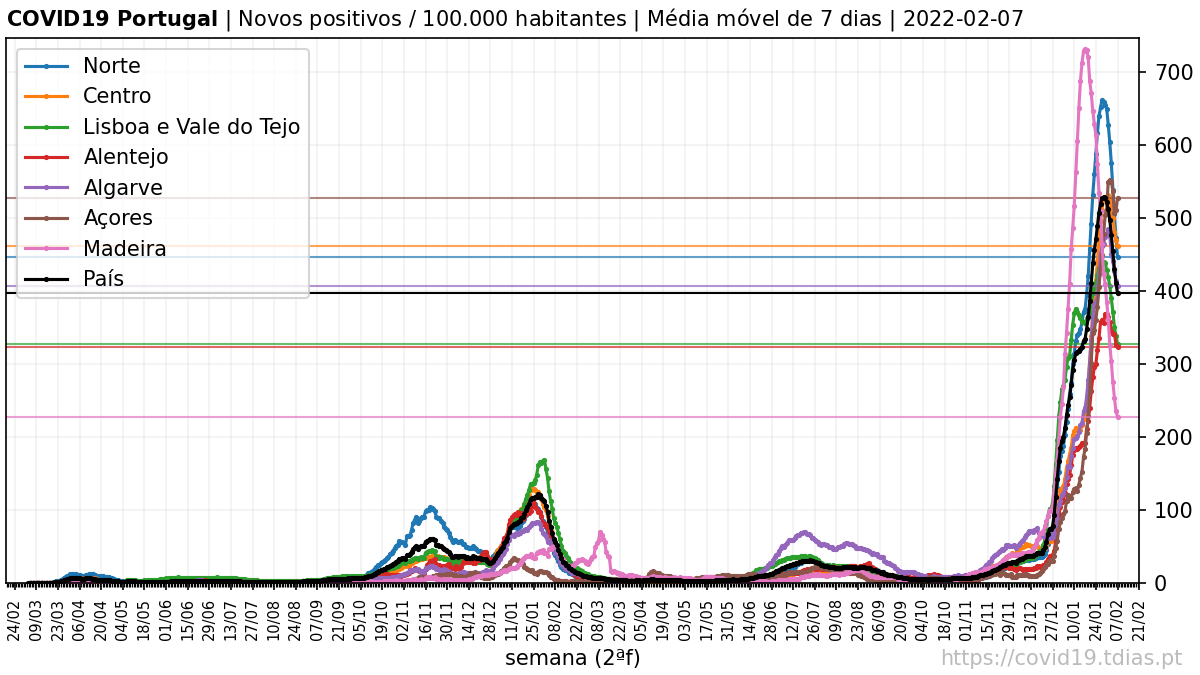 COVID19 Portugal | Novos positivos / 100.000 habitantes | Média móvel de 7 dias | 2022-02-07
Norte
Centro
Lisboa e Vale do Tejo
Alentejo
Algarve
Açores
Madeira
País
700
600
500
400
300
200
100
0
24/02 09/03 23/03 06/04 20/04 04/05 18/05 01/06 15/06 29/06 13/07 27/07 10/08 24/08 07/09 21/09 05/10 19/10 02/11 16/11 30/11 14/12 28/12 11/01 25/01 08/02 22/02 08/03 22/03 05/04 19/04 03/05 17/05 31/05 14/06 28/06 12/07 26/07 09/08 23/08 06/09 20/09 04/10 18/10 01/11 15/11 29/11 13/12 27/12 10/01 24/01 07/02 21/02
semana (2ªf)
https://covid19.tdias.pt